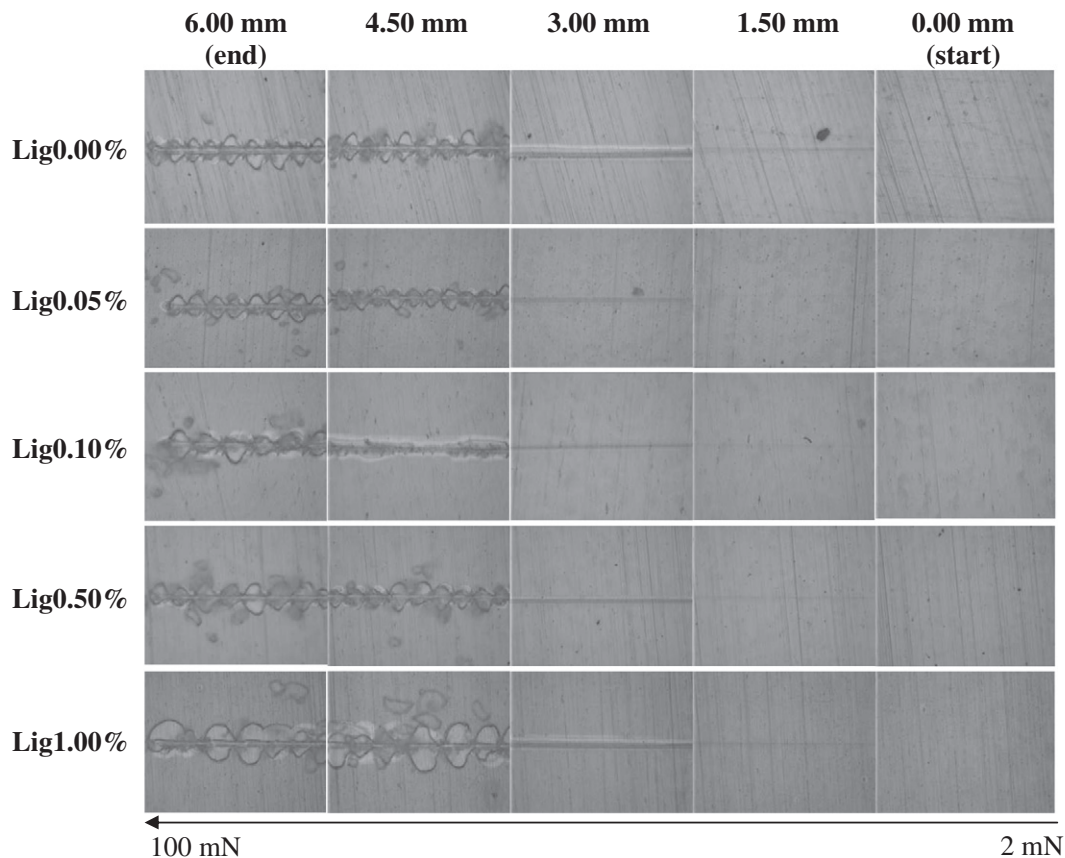 6.00 mm 4.50 mm 3.00 mm 1.50 mm 0.00 mm
(end) (start)
Lig0.00%
Lig0.05%
Lig0.10%
Lig0.50%
Lig1.00%
100 mN 2 mN